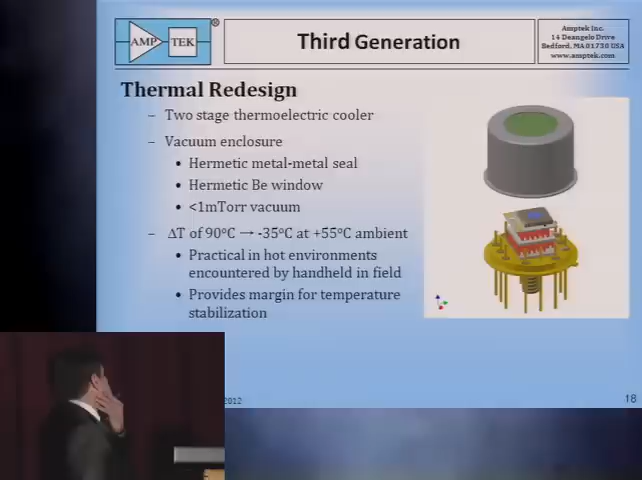 AMP TEK ®
Third Generation
Amptek Inc.
14 Deangelo Drive
Bedford, MA 01730 USA
www.amptek.com
Thermal Redesign
– Two stage thermoelectric cooler
– Vacuum enclosure
• Hermetic metal-metal seal
• Hermetic Be window
• <1mTorr vacuum
– ΔT of 90°C → -35°C at +55°C ambient
• Practical in hot environments
encountered by handheld in field
• Provides margin for temperature
stabilization
2012
18